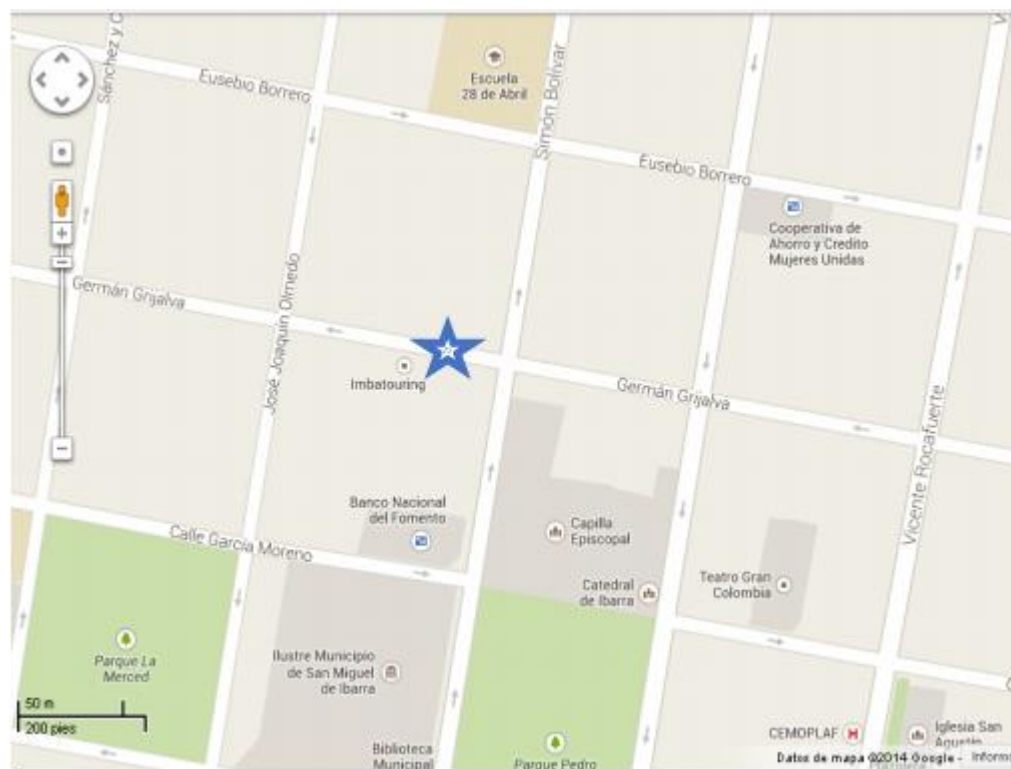 Sánchez y C
Escuela
28 de Abril
Simón Bolívar
Eusebio Borrero
Eusebio Borrero
Cooperativa de
Ahorro y Credito
Mujeres Unidas
Germán Grijalva
José Joaquín Olmedo
Imbatouring
Germán Grijalva
Vicente Rocafuerte
Banco Nacional
del Fomento
Capilla
Episcopal
Calle García Moreno
Catedral
de Ibarra
Teatro Gran
Colombia
Parque La
Merced
Ilustre Municipio
de San Miguel
de Ibarra
50 m
200 pies
CEMOPLAF
Iglesia San
Agustín
Biblioteca
Municipal
Parque Pedro
Datos de mapa ©2014 Google - Informa